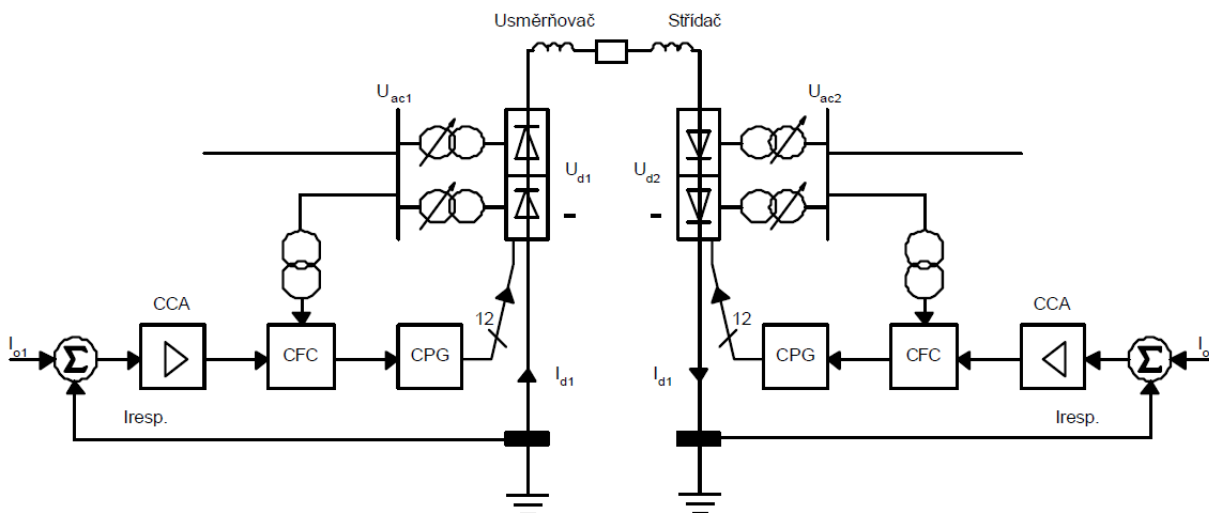 Usměrňovač Střídač
U_ac1 U_ac2
U_d1 U_d2
- -
CCA CCA
12 12
I_o1 Σ CFC CPG CPG CFC Σ I_o
I_d1 I_d1
Iresp. Iresp.